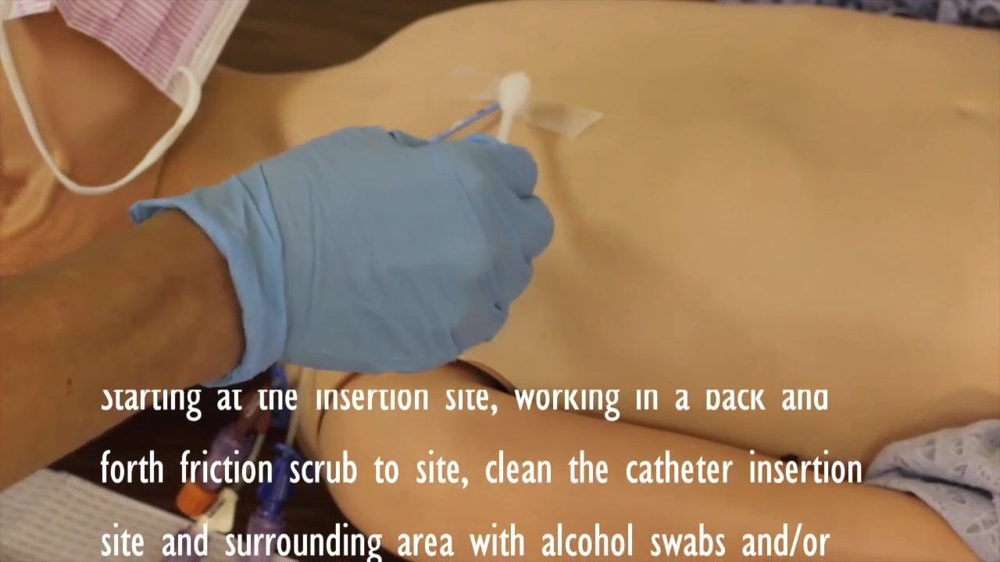 Starting at the insertion site, working in a back and
forth friction scrub to site, clean the catheter insertion
site and surrounding area with alcohol swabs and/or